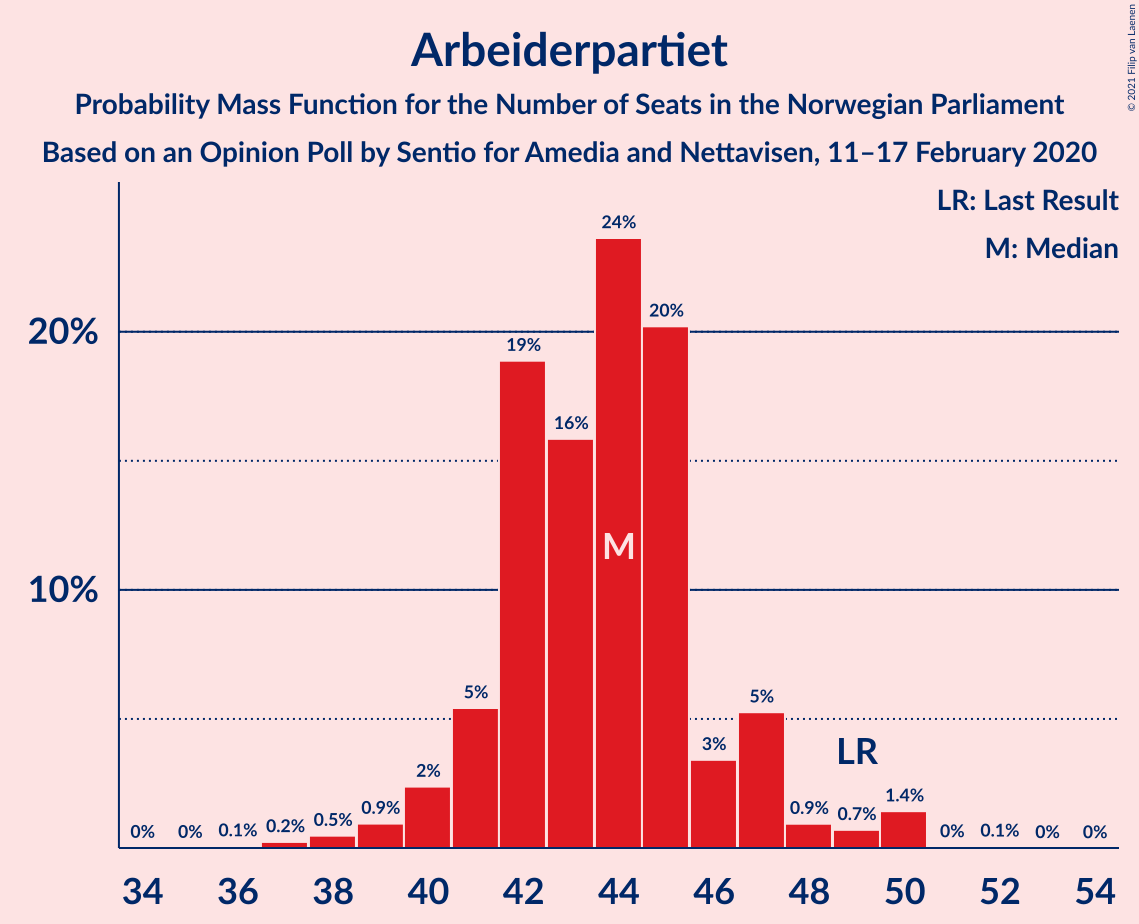 Arbeiderpartiet
Probability Mass Function for the Number of Seats in the Norwegian Parliament
Based on an Opinion Poll by Sentio for Amedia and Nettavisen, 11–17 February 2020
© 2021 Filip van Laenen
LR: Last Result
M: Median
20%
10%
0% 0% 0.1% 0.2% 0.5% 0.9% 2% 5% 19% 16% 24% 20% 3% 5% 0.9% 0.7% 1.4% 0% 0.1% 0% 0%
M
LR
34 36 38 40 42 44 46 48 50 52 54